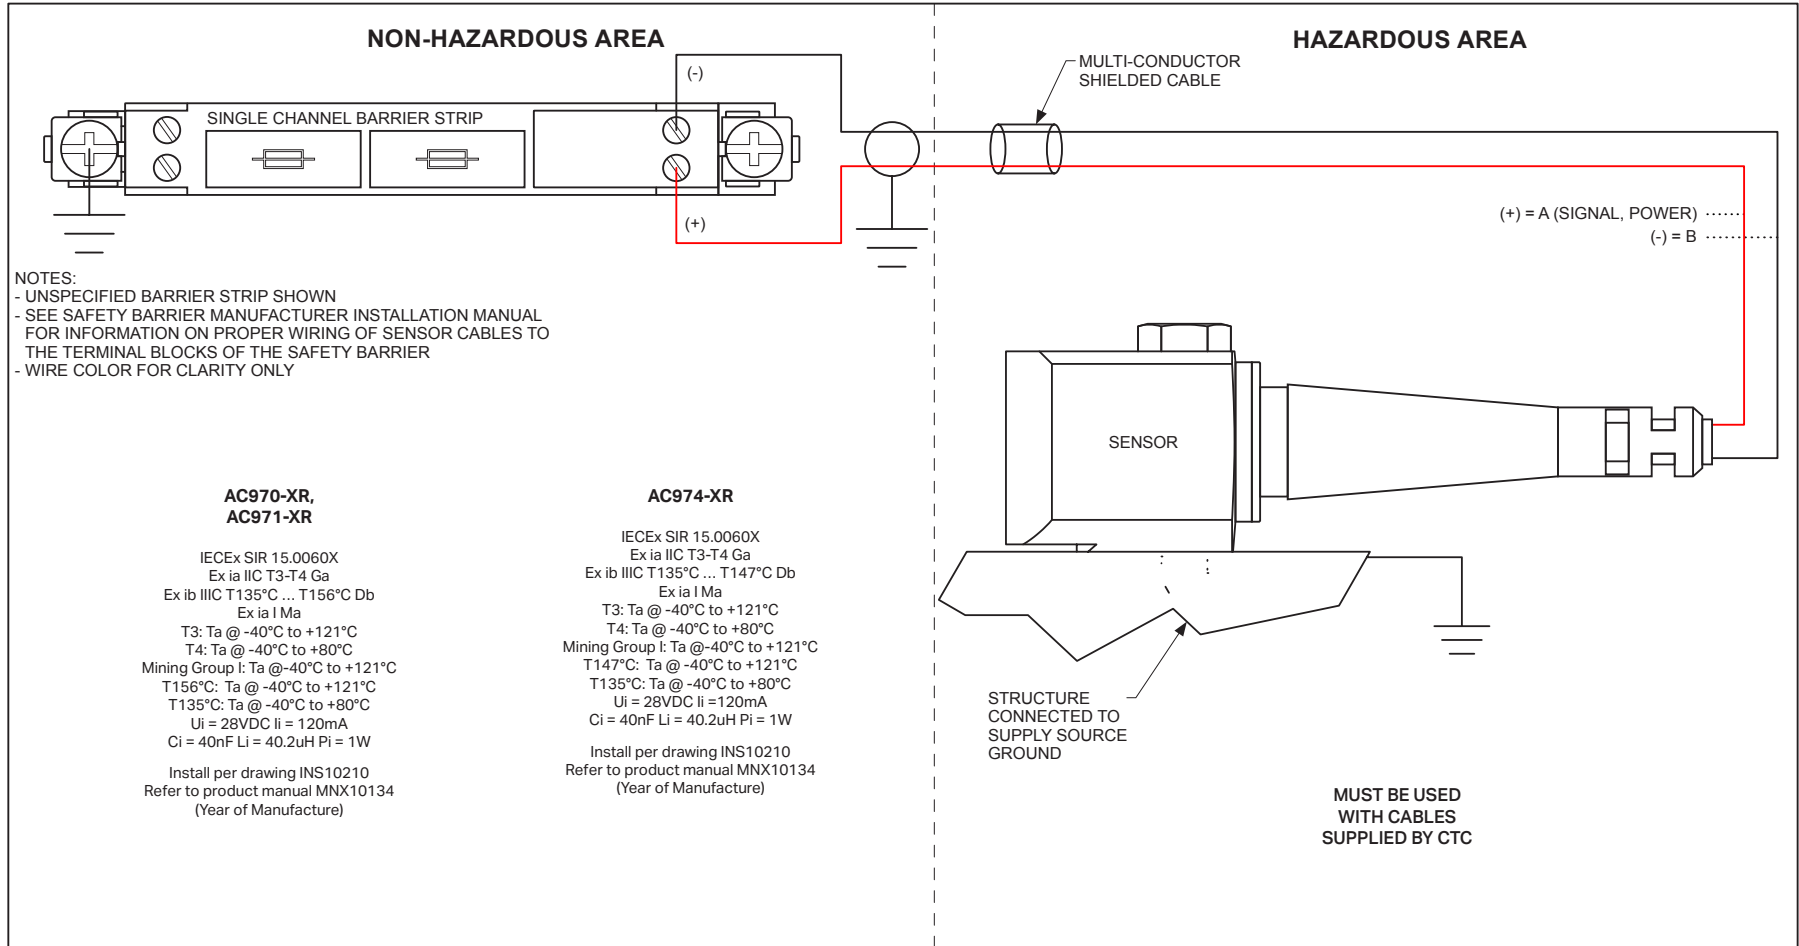 NON-HAZARDOUS AREA
HAZARDOUS AREA
(-)
MULTI-CONDUCTOR
SHIELDED CABLE
SINGLE CHANNEL BARRIER STRIP
(+)
(+) = A (SIGNAL, POWER)
(-) = B
NOTES:
- UNSPECIFIED BARRIER STRIP SHOWN
- SEE SAFETY BARRIER MANUFACTURER INSTALLATION MANUAL
FOR INFORMATION ON PROPER WIRING OF SENSOR CABLES TO
THE TERMINAL BLOCKS OF THE SAFETY BARRIER
- WIRE COLOR FOR CLARITY ONLY
SENSOR
AC970-XR,
AC971-XR
IECEx SIR 15.0060X
Ex ia IIC T3-T4 Ga
Ex ib IIIC T135°C ... T156°C Db
Ex ia I Ma
T3: Ta @ -40°C to +121°C
T4: Ta @ -40°C to +80°C
Mining Group I: Ta @-40°C to +121°C
T156°C: Ta @ -40°C to +121°C
T135°C: Ta @ -40°C to +80°C
Ui = 28VDC Ii = 120mA
Ci = 40nF Li = 40.2uH Pi = 1W
Install per drawing INS10210
Refer to product manual MNX10134
(Year of Manufacture)
AC974-XR
IECEx SIR 15.0060X
Ex ia IIC T3-T4 Ga
Ex ib IIIC T135°C ... T147°C Db
Ex ia I Ma
T3: Ta @ -40°C to +121°C
T4: Ta @ -40°C to +80°C
Mining Group I: Ta @-40°C to +121°C
T147°C: Ta @ -40°C to +121°C
T135°C: Ta @ -40°C to +80°C
Ui = 28VDC Ii =120mA
Ci = 40nF Li = 40.2uH Pi = 1W
Install per drawing INS10210
Refer to product manual MNX10134
(Year of Manufacture)
STRUCTURE
CONNECTED TO
SUPPLY SOURCE
GROUND
MUST BE USED
WITH CABLES
SUPPLIED BY CTC